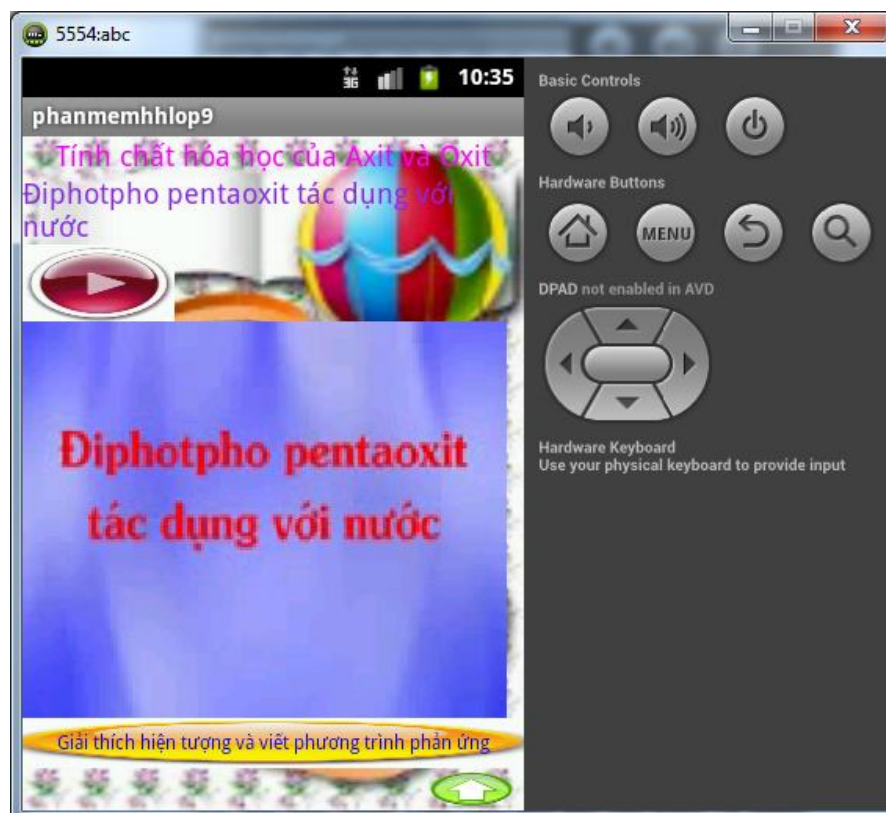 5554:abc
3G 10:35
phanmemhhlop9
Tính chất hóa học của Axit và Oxit
Điphotpho pentaoxit tác dụng với
nước
Điphotpho pentaoxit
tác dụng với nước
Giải thích hiện tượng và viết phương trình phản ứng
Basic Controls
Hardware Buttons
MENU
DPAD not enabled in AVD
Hardware Keyboard
Use your physical keyboard to provide input